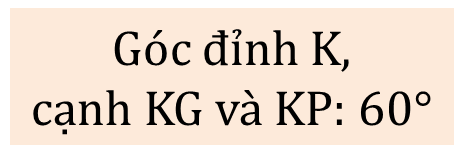 Góc đỉnh K,
cạnh KG và KP: 60°